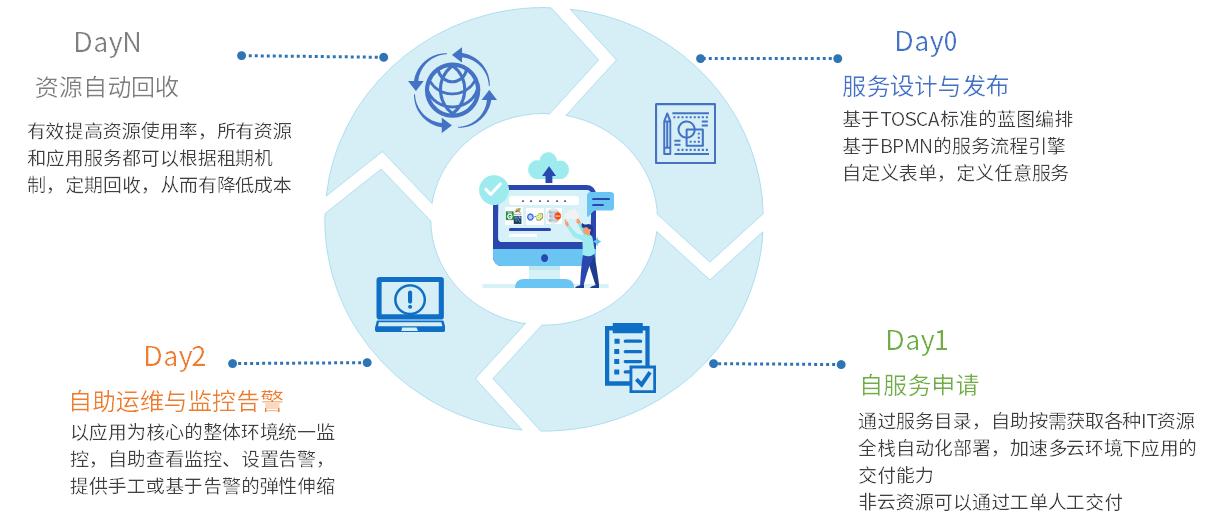 DayN
资源自动回收
有效提高资源使用率，所有资源
和应用服务都可以根据租期机
制，定期回收，从而有降低成本
Day0
服务设计与发布
基于TOSCA标准的蓝图编排
基于BPMN的服务流程引擎
自定义表单，定义任意服务
Day2
自助运维与监控告警
以应用为核心的整体环境统一监
控，自助查看监控、设置告警，
提供手工或基于告警的弹性伸缩
Day1
自服务申请
通过服务目录，自助按需获取各种IT资源
全栈自动化部署，加速多云环境下应用的
交付能力
非云资源可以通过工单人工交付